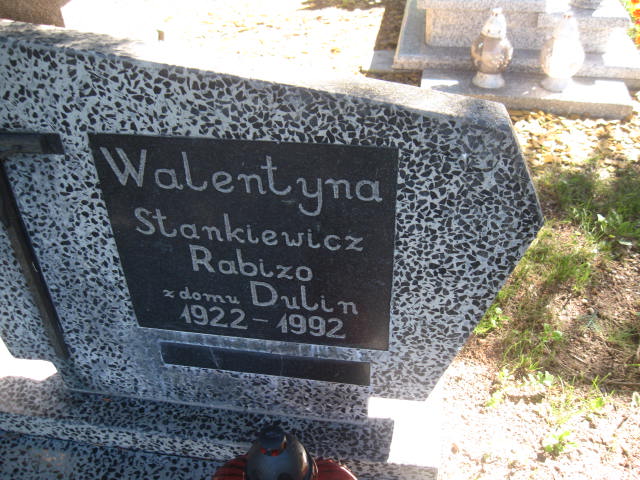 Walentyna
Stankiewicz
Rabizo
z domu Dulin
1922-1992